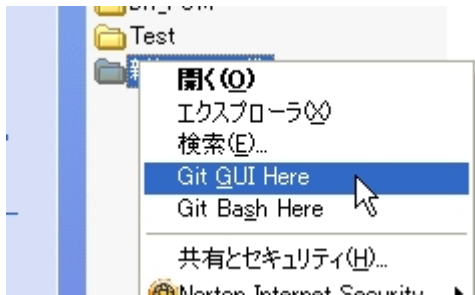 Test
開く(O)
エクスプローラ(X)
検索(E)...
Git GUI Here
Git Bash Here
共有とセキュリティ(H)...
Norton Internet Security